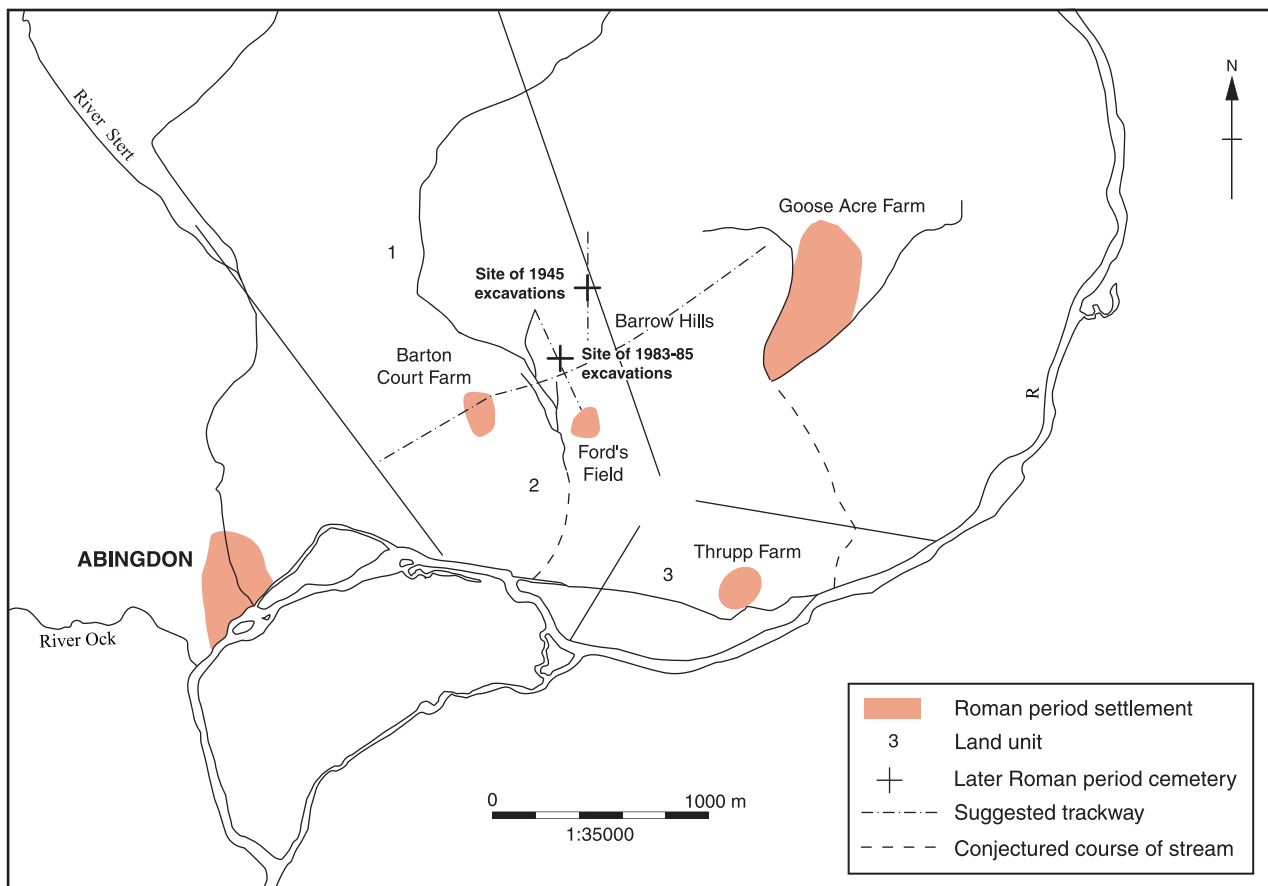 N
River Stert
Goose Acre Farm
1
Site of 1945
excavations
Barrow Hills
Barton
Court Farm
Site of 1983-85
excavations
R
Ford's
Field
2
ABINGDON
Thrupp Farm
3
River Ock
Roman period settlement
3 Land unit
Later Roman period cemetery
Suggested trackway
Conjectured course of stream
0 1000 m
1:35000